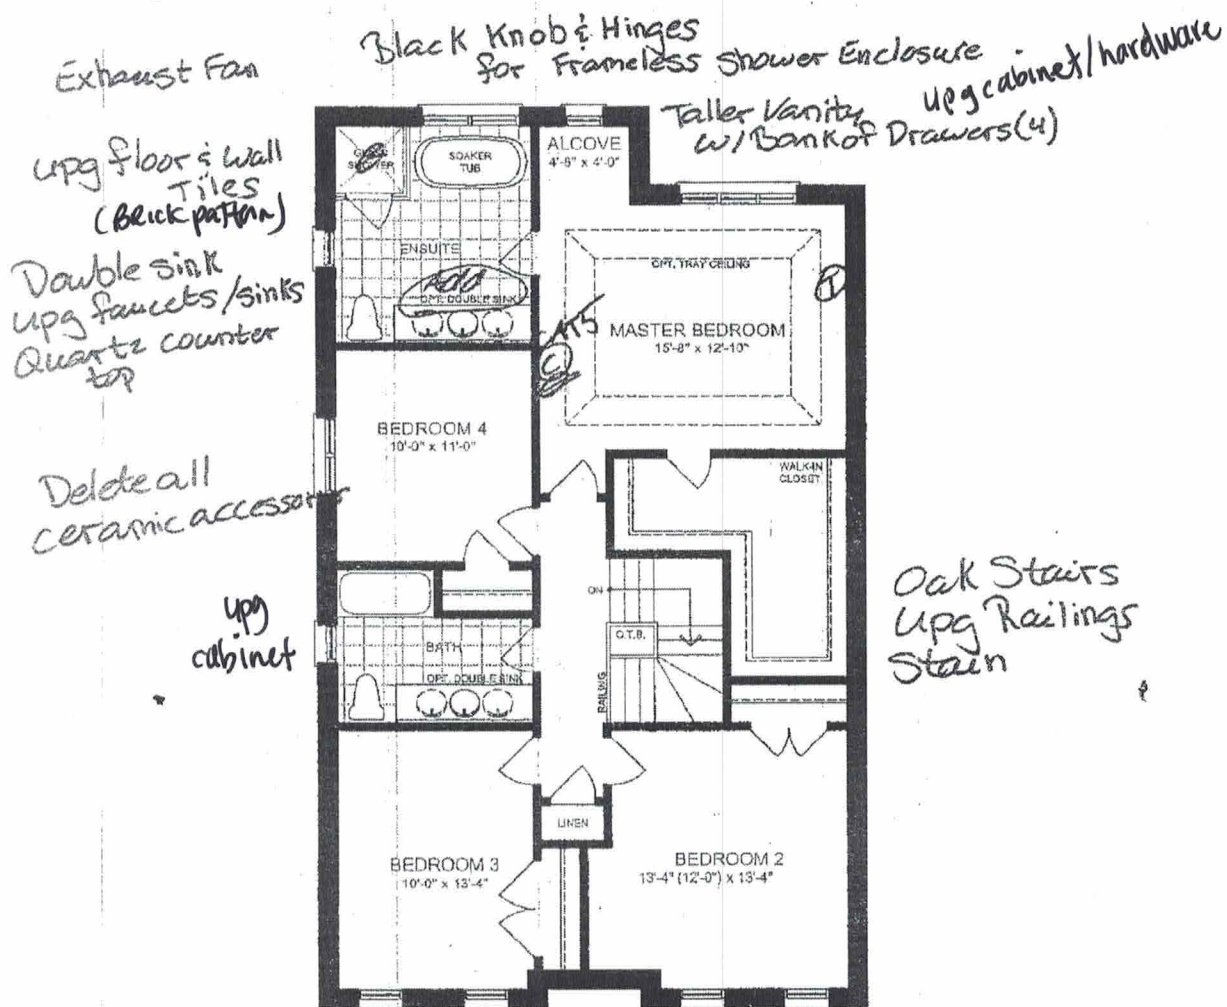 Black Knob & Hinges
for Frameless Shower Enclosure
Exhaust Fan
upg cabinet/hardware
Taller Vanity
w/ Bank of Drawers (4)
upg floor & wall
Tiles
(Brick pattern)
SHOWER
SOAKER
TUB
ALCOVE
4'-6" x 4'-0"
ENSUITE
Add
OPT. DOUBLE SINK
Double sink
upg faucets/sinks
Quartz counter
top
OPT. TRAY CEILING
CAT5
C
MASTER BEDROOM
15'-8" x 12'-10"
BEDROOM 4
10'-0" x 11'-0"
WALK-IN
CLOSET
Delete all
ceramic accessories
upg
cabinet
BATH
OPT. DOUBLE SINK
DN
O.T.B.
RAILING
Oak Stairs
Upg Railings
Stain
LINEN
BEDROOM 3
10'-0" x 13'-4"
BEDROOM 2
13'-4" (12'-0") x 13'-4"